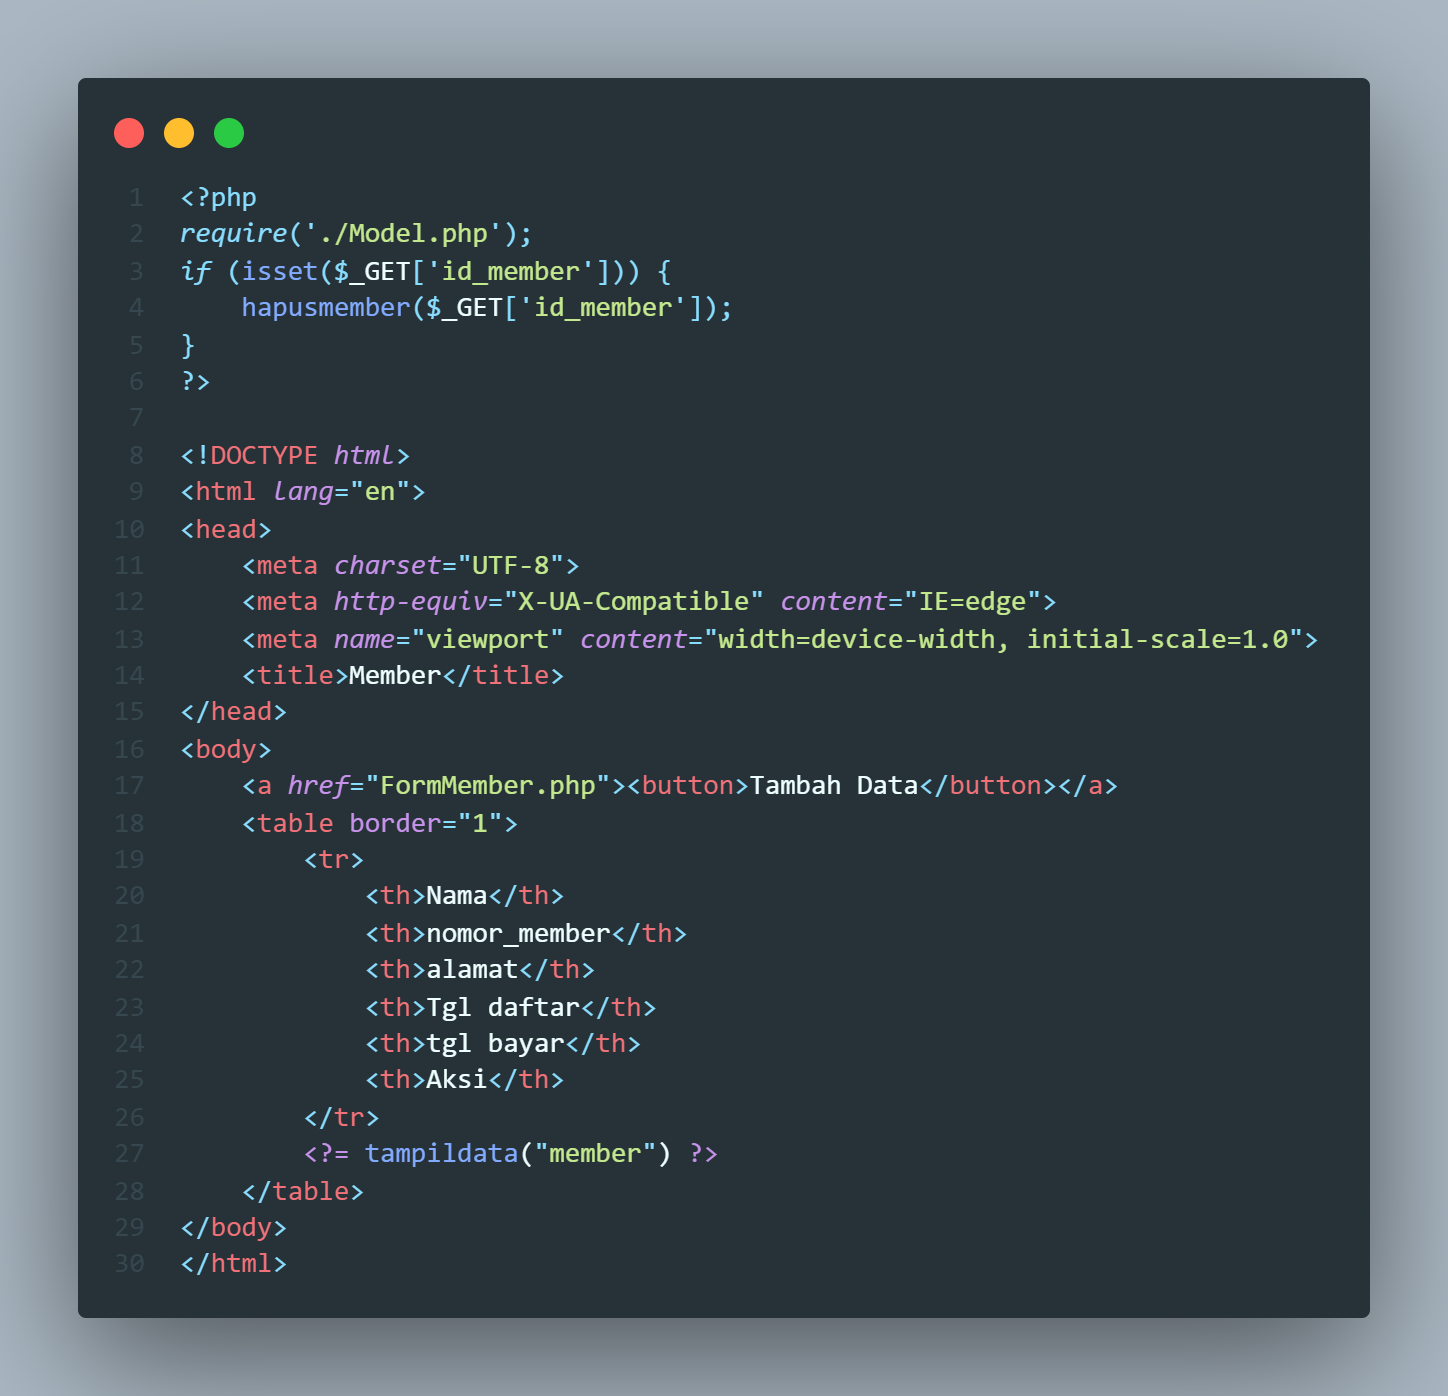 1 <?php
2 require('./Model.php');
3 if (isset($_GET['id_member'])) {
4     hapusmember($_GET['id_member']);
5 }
6 ?>
7
8 <!DOCTYPE html>
9 <html lang="en">
10 <head>
11     <meta charset="UTF-8">
12     <meta http-equiv="X-UA-Compatible" content="IE=edge">
13     <meta name="viewport" content="width=device-width, initial-scale=1.0">
14     <title>Member</title>
15 </head>
16 <body>
17     <a href="FormMember.php"><button>Tambah Data</button></a>
18     <table border="1">
19         <tr>
20             <th>Nama</th>
21             <th>nomor_member</th>
22             <th>alamat</th>
23             <th>Tgl daftar</th>
24             <th>tgl bayar</th>
25             <th>Aksi</th>
26         </tr>
27         <?= tampildata("member") ?>
28     </table>
29 </body>
30 </html>